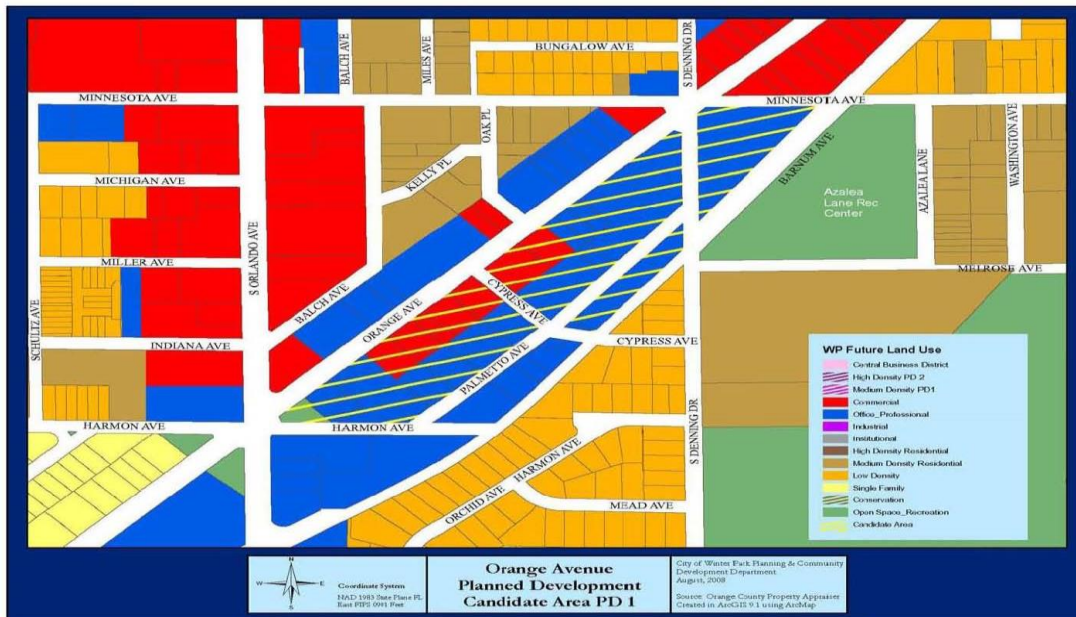 BUNGALOW AVE
BALCH AVE
MILES AVE
S DENNING DR
MINNESOTA AVE
MINNESOTA AVE
OAK PL
KELLY PL
MICHIGAN AVE
BARNUM AVE
Azalea
Lane Rec
Center
AZALEA LANE
WASHINGTON AVE
S ORLANDO AVE
MILLER AVE
MELROSE AVE
SCHULTZ AVE
BALCH AVE
ORANGE AVE
CYPRESS AVE
INDIANA AVE
CYPRESS AVE
PALMETTO AVE
HARMON AVE
HARMON AVE
S DENNING DR
HARMON AVE
ORCHID AVE
MEAD AVE
WP Future Land Use
Central Business District
High Density PD 2
Medium Density PD1
Commercial
Office_Professional
Industrial
Institutional
High Density Residential
Medium Density Residential
Low Density
Single Family
Conservation
Open Space_Recreation
Candidate Area
N
W
E
S
Coordinate System
NAD 1983 State Plane FL
East FIPS 0901 Feet
Orange Avenue
Planned Development
Candidate Area PD 1
City of Winter Park Planning & Community
Development Department
August, 2008
Source: Orange County Property Appraiser
Created in ArcGIS 9.1 using ArcMap